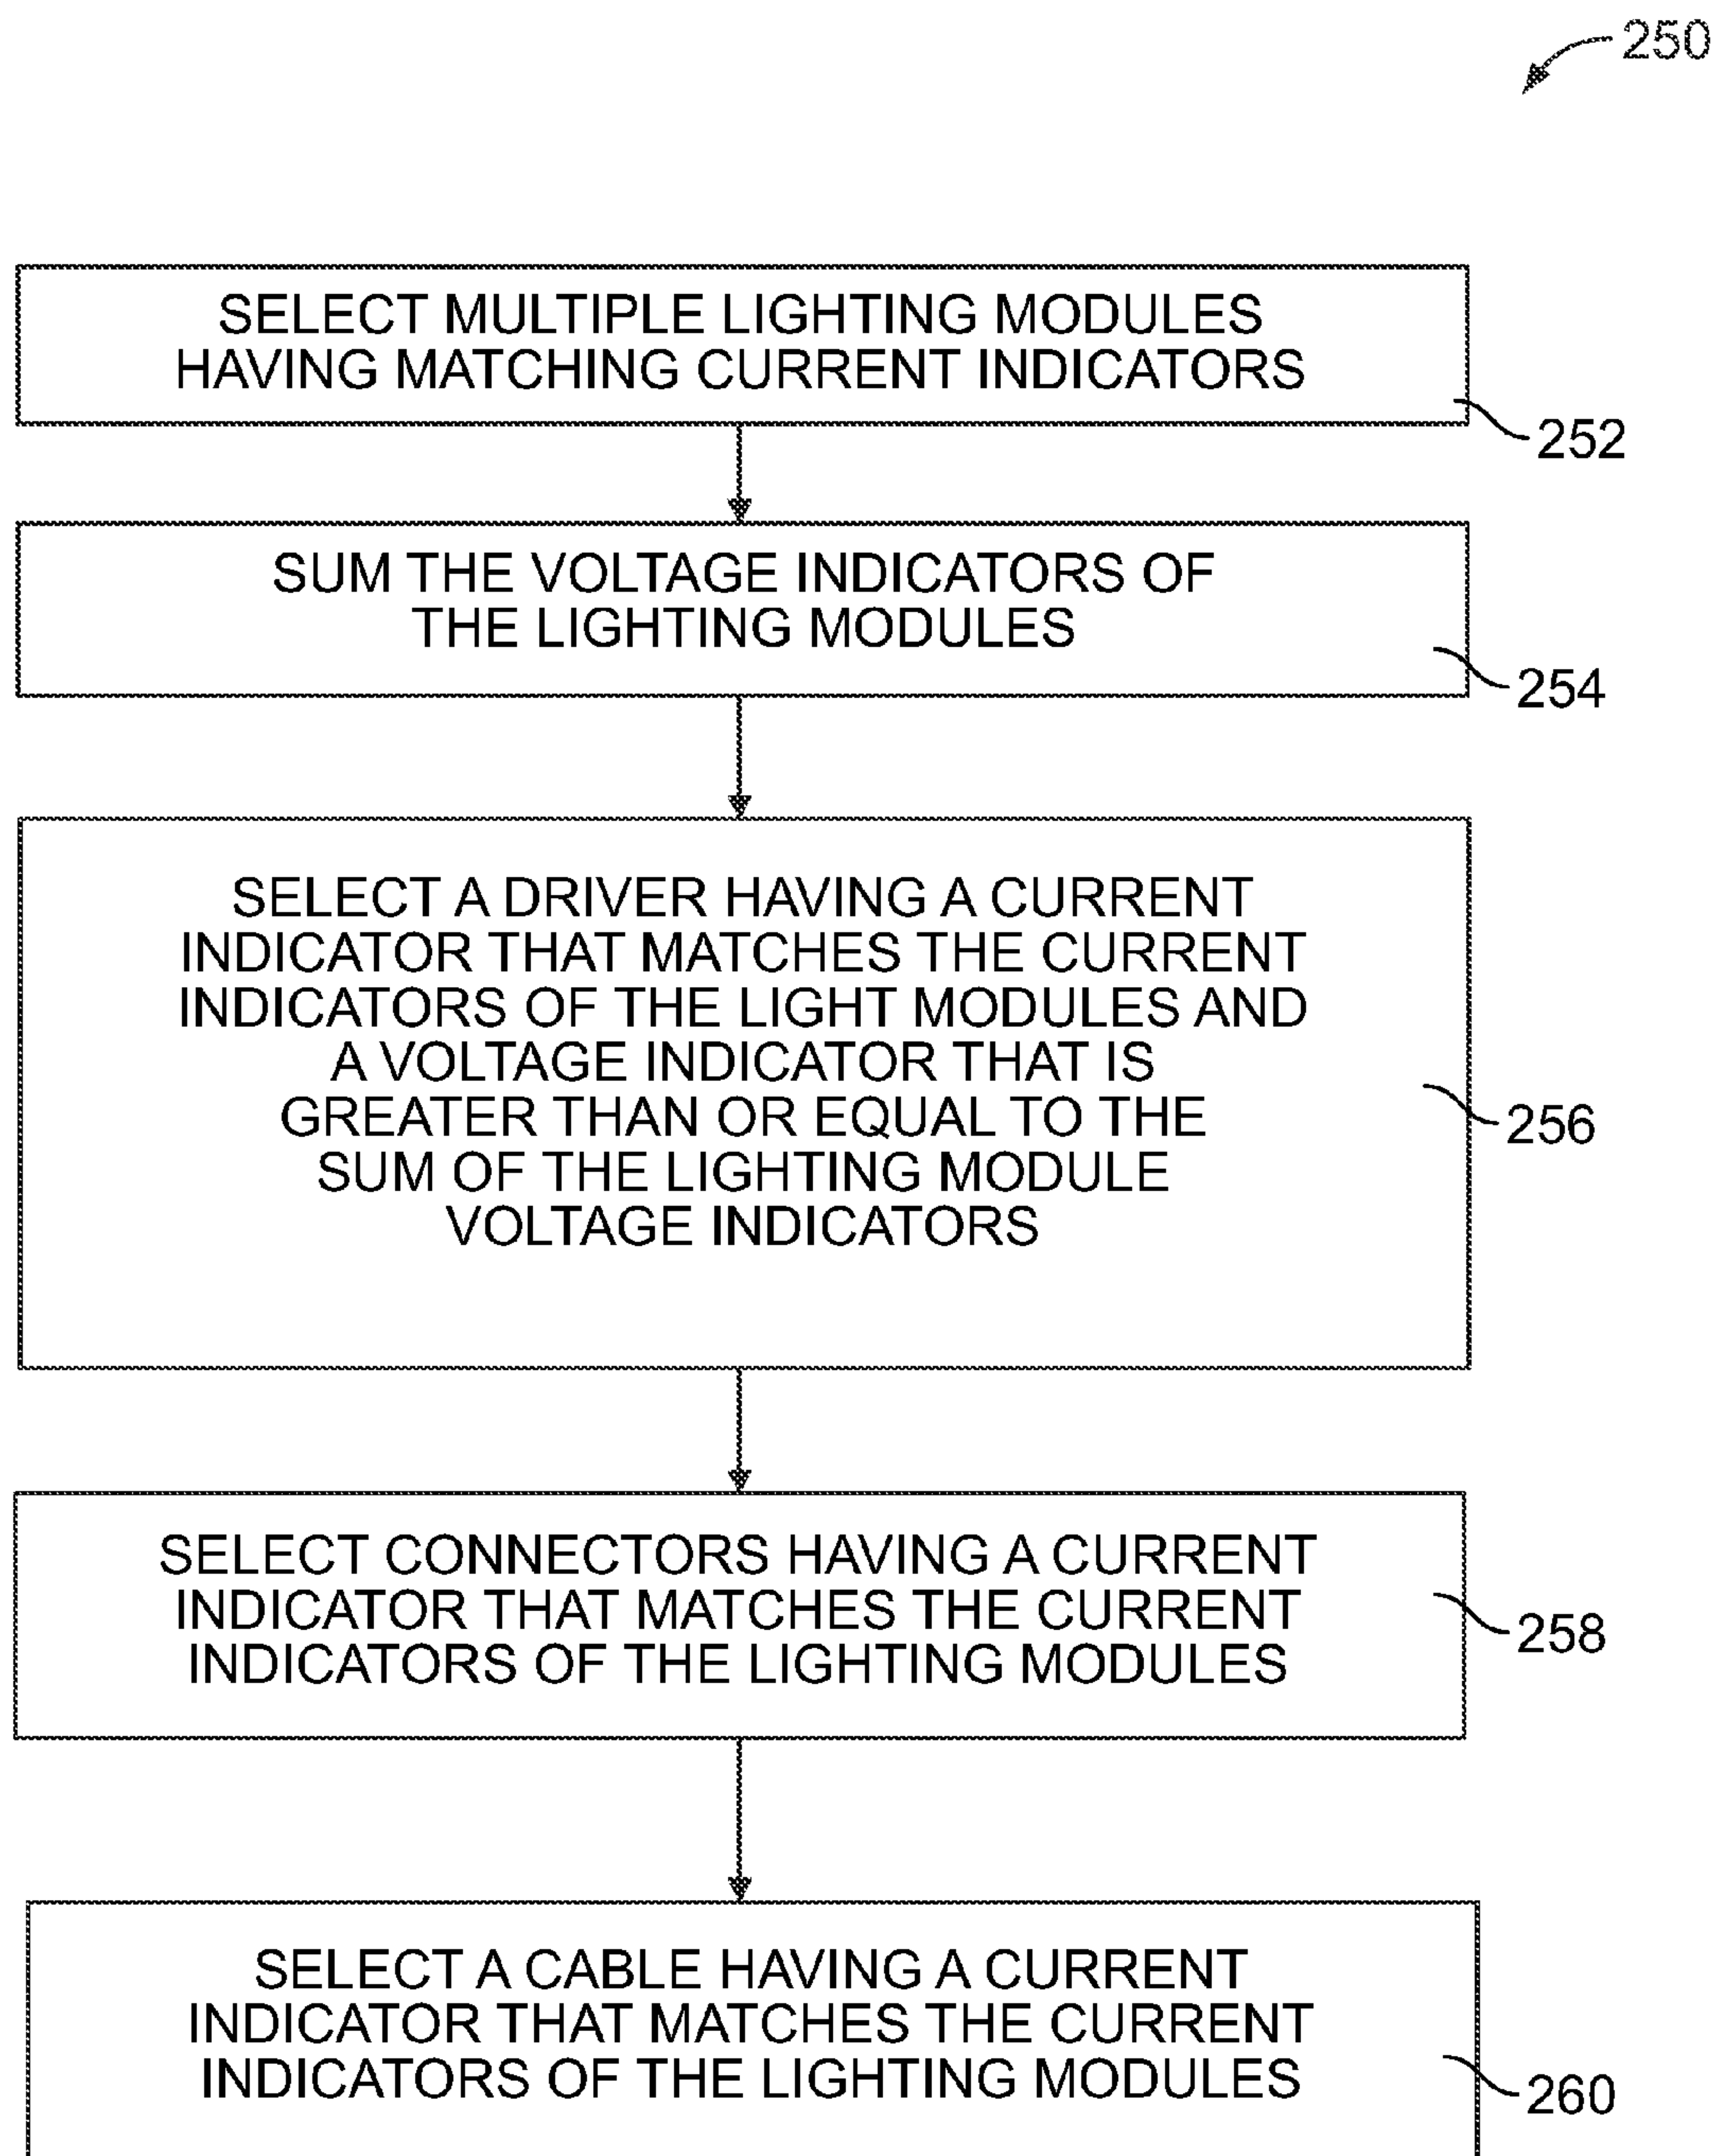 250
SELECT MULTIPLE LIGHTING MODULES
HAVING MATCHING CURRENT INDICATORS
252
SUM THE VOLTAGE INDICATORS OF
THE LIGHTING MODULES
254
SELECT A DRIVER HAVING A CURRENT
INDICATOR THAT MATCHES THE CURRENT
INDICATORS OF THE LIGHT MODULES AND
A VOLTAGE INDICATOR THAT IS
GREATER THAN OR EQUAL TO THE
SUM OF THE LIGHTING MODULE
VOLTAGE INDICATORS
256
SELECT CONNECTORS HAVING A CURRENT
INDICATOR THAT MATCHES THE CURRENT
INDICATORS OF THE LIGHTING MODULES
258
SELECT A CABLE HAVING A CURRENT
INDICATOR THAT MATCHES THE CURRENT
INDICATORS OF THE LIGHTING MODULES
260